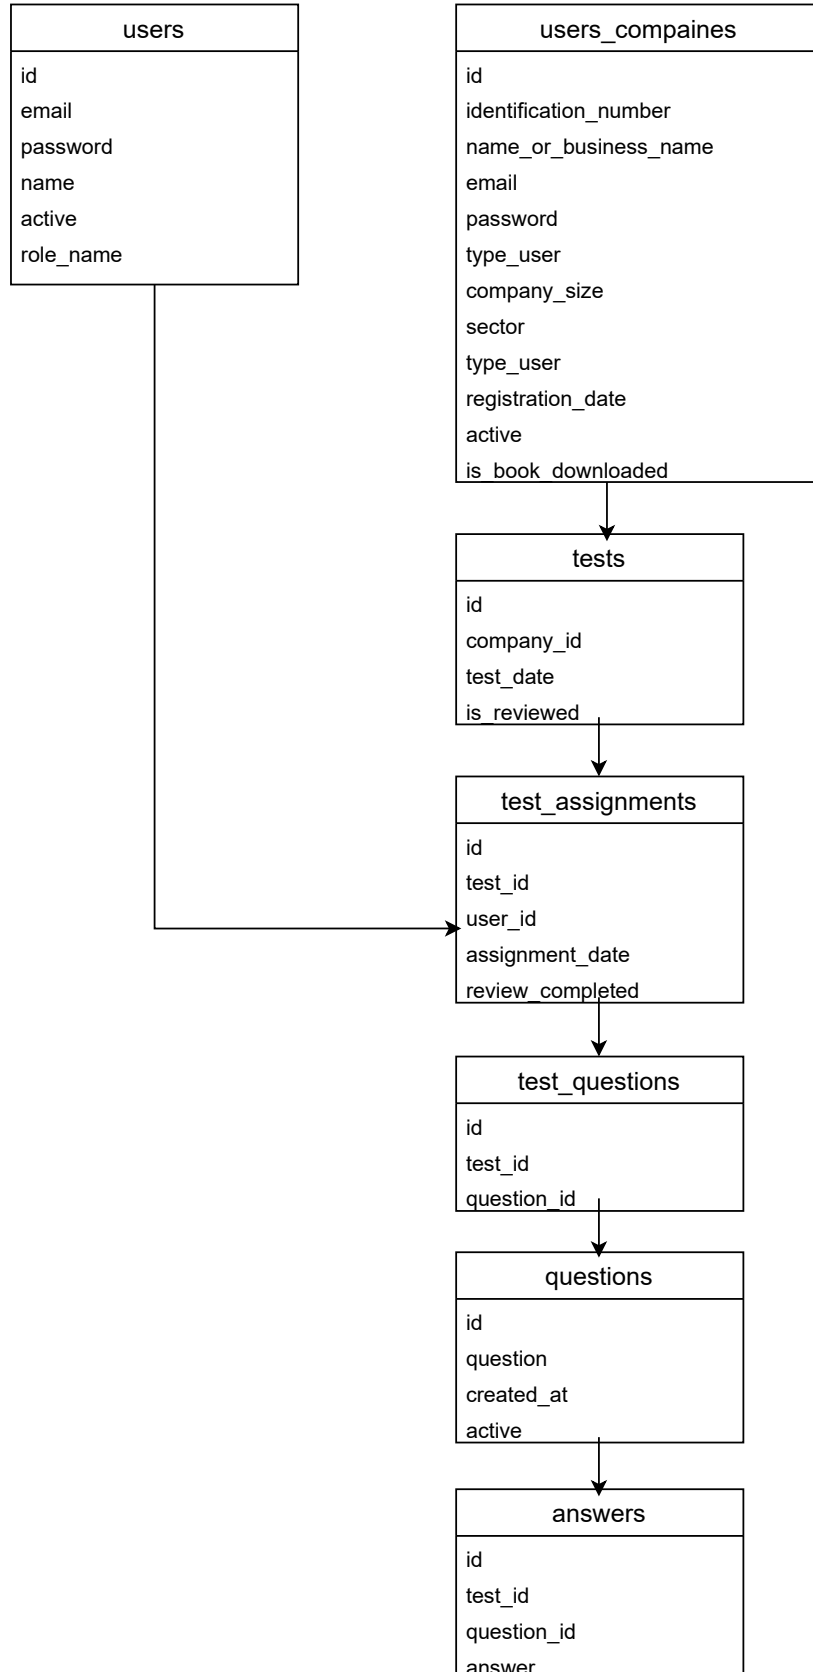 users
id
email
password
name
active
role_name
users_compaines
id
identification_number
name_or_business_name
email
password
type_user
company_size
sector
type_user
registration_date
active
is_book_downloaded
tests
id
company_id
test_date
is_reviewed
test_assignments
id
test_id
user_id
assignment_date
review_completed
test_questions
id
test_id
question_id
questions
id
question
created_at
active
answers
id
test_id
question_id
answer